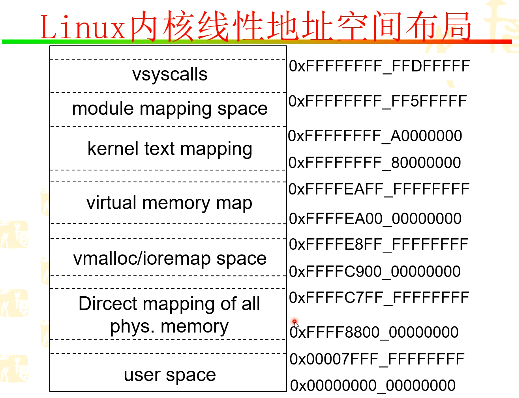 Linux内核线性地址空间布局
vsyscalls
0xFFFFFFFF_FFDFFFFF
module mapping space
0xFFFFFFFF_FF5FFFFF
kernel text mapping
0xFFFFFFFF_A0000000
0xFFFFFFFF_80000000
virtual memory map
0xFFFFEAFF_FFFFFFFF
0xFFFFEA00_00000000
vmalloc/ioremap space
0xFFFFE8FF_FFFFFFFF
0xFFFFC900_00000000
Dircect mapping of all
phys. memory
0xFFFFC7FF_FFFFFFFF
0xFFFF8800_00000000
user space
0x00007FFF_FFFFFFFF
0x00000000_00000000